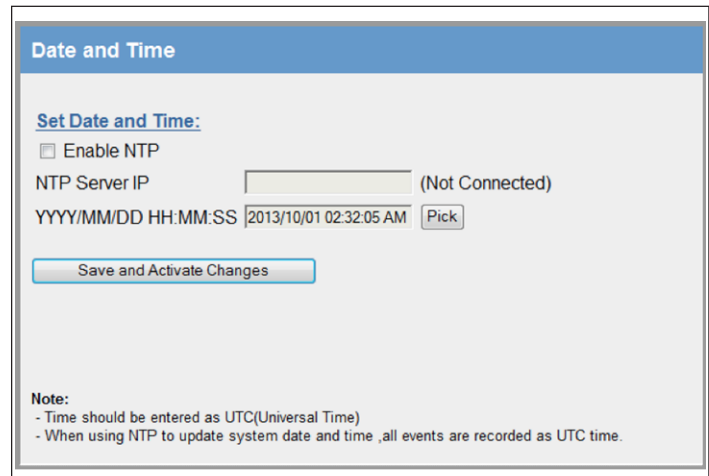 Date and Time
Set Date and Time:
Enable NTP
NTP Server IP (Not Connected)
YYYY/MM/DD HH:MM:SS 2013/10/01 02:32:05 AM Pick
Save and Activate Changes
Note:
- Time should be entered as UTC(Universal Time)
- When using NTP to update system date and time ,all events are recorded as UTC time.